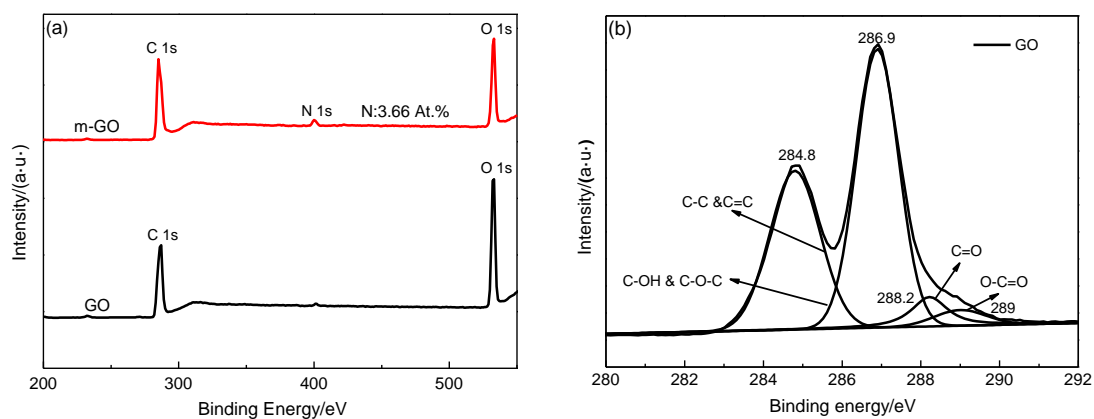 (a)
C 1s
O 1s
N 1s
N:3.66 At.%
m-GO
O 1s
C 1s
GO
Intensity/(a·u·)
200 300 400 500
Binding Energy/eV
(b)
286.9
GO
284.8
C-C &C=C
C=O
C-OH & C-O-C
O-C=O
288.2
289
Intensity/(a·u·)
280 282 284 286 288 290 292
Binding energy/eV